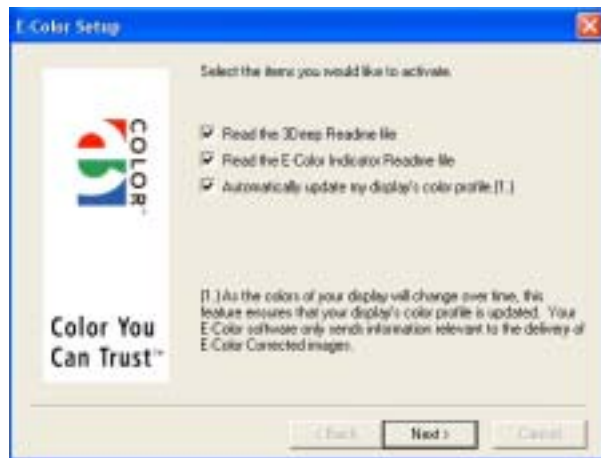 E-Color Setup
Select the items you would like to activate.
Read the 3Deep Readme file
Read the E-Color Indicator Readme file
Automatically update my display's color profile.(1.)
e
COLOR
(1.) As the colors of your display will change over time, this
feature ensures that your display's color profile is updated. Your
E-Color software only sends information relevant to the delivery of
E-Color Corrected images.
Color You
Can Trust™
< Back
Next >
Cancel